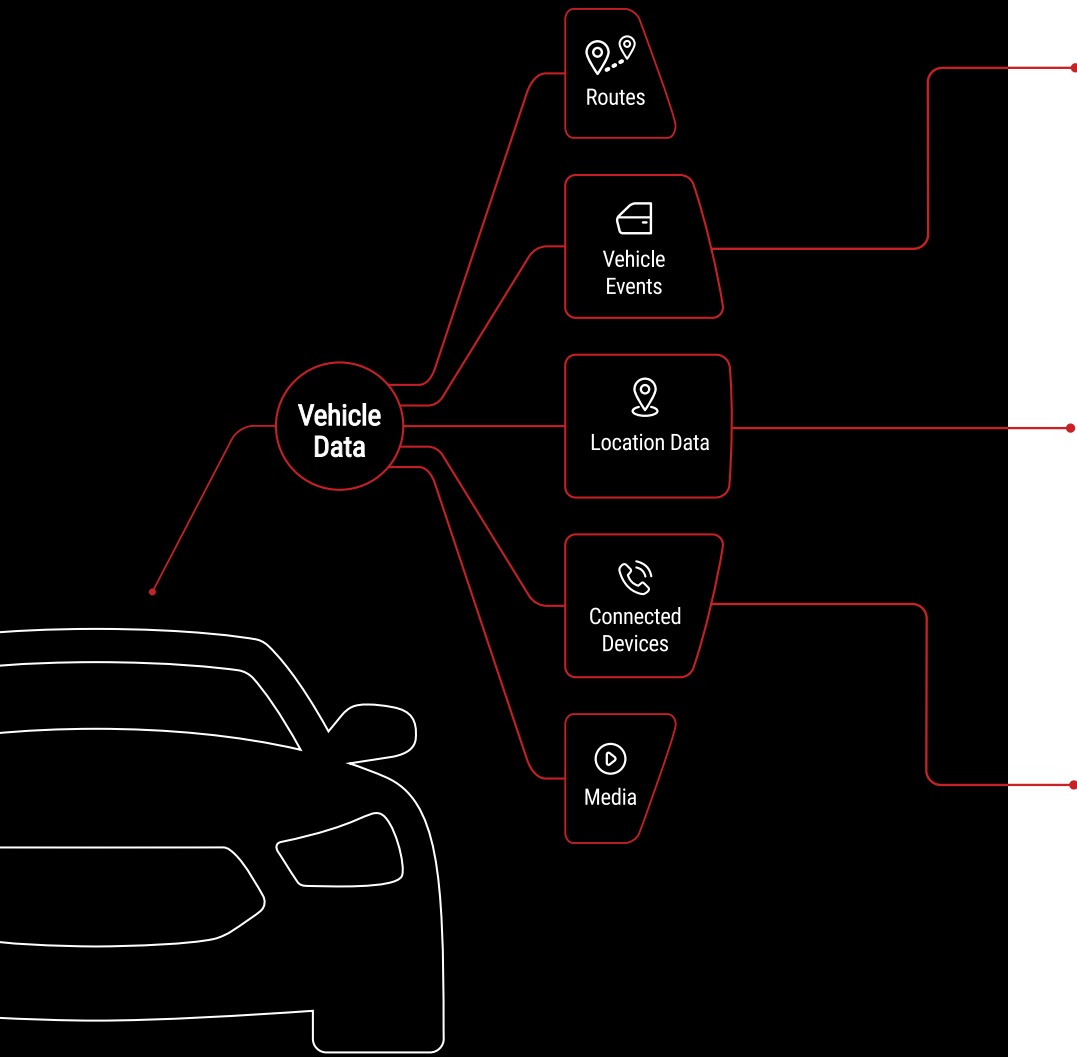 Routes
Vehicle
Events
Vehicle
Data
Location Data
Connected
Devices
Media